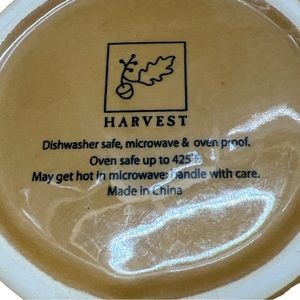 HARVEST
Dishwasher safe, microwave & oven proof.
Oven safe up to 425°F.
May get hot in microwave: handle with care.
Made in China